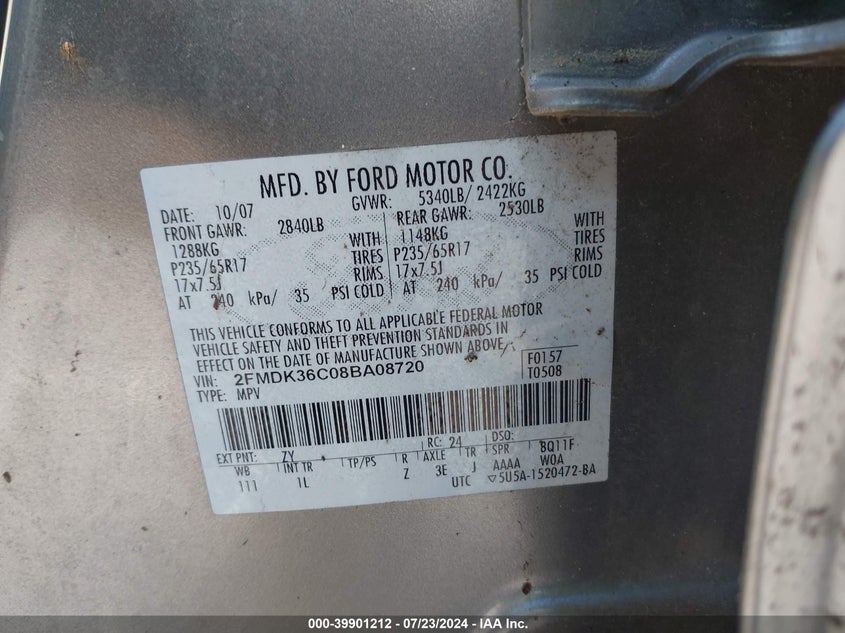 MFD. BY FORD MOTOR CO.
DATE: 10/07 GVWR: 5340LB/ 2422KG
FRONT GAWR: 2840LB REAR GAWR: 2530LB
1288KG WITH 1148KG WITH
P235/65R17 TIRES P235/65R17 TIRES
17x7.5J RIMS 17x7.5J RIMS
AT 240 kPa/ 35 PSI COLD AT 240 kPa/ 35 PSI COLD
THIS VEHICLE CONFORMS TO ALL APPLICABLE FEDERAL MOTOR
VEHICLE SAFETY AND THEFT PREVENTION STANDARDS IN
EFFECT ON THE DATE OF MANUFACTURE SHOWN ABOVE.
VIN: 2FMDK36C08BA08720 F0157
TYPE: MPV T0508
EXT PNT: ZY RC: 24 DSO:
WB INT TR TP/PS R AXLE TR SPR BQ11F
111 1L Z 3E J AAAA W0A
UTC ▽5U5A-1520472-BA
000-39901212 - 07/23/2024 - IAA Inc.